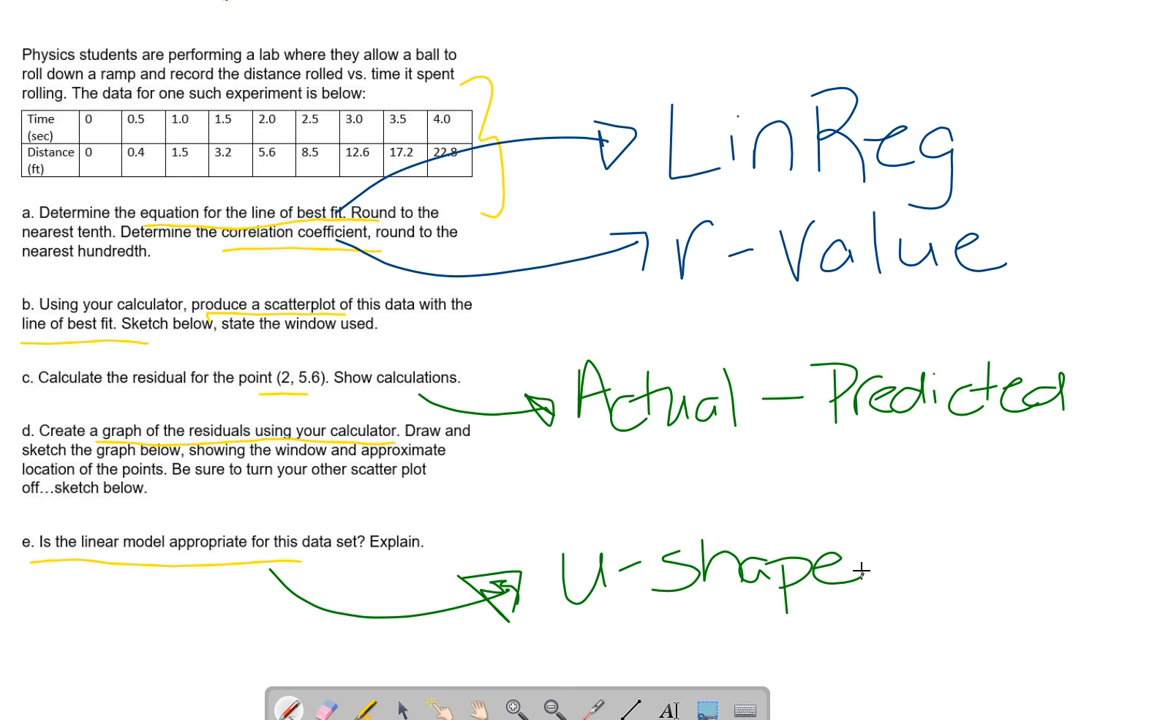 Physics students are performing a lab where they allow a ball to
roll down a ramp and record the distance rolled vs. time it spent
rolling. The data for one such experiment is below:
Time (sec) 0 0.5 1.0 1.5 2.0 2.5 3.0 3.5 4.0
Distance (ft) 0 0.4 1.5 3.2 5.6 8.5 12.6 17.2 22.8
LinReg
a. Determine the equation for the line of best fit. Round to the
nearest tenth. Determine the correlation coefficient, round to the
nearest hundredth.
r-value
b. Using your calculator, produce a scatterplot of this data with the
line of best fit. Sketch below, state the window used.
c. Calculate the residual for the point (2, 5.6). Show calculations.
Actual - Predicted
d. Create a graph of the residuals using your calculator. Draw and
sketch the graph below, showing the window and approximate
location of the points. Be sure to turn your other scatter plot
off...sketch below.
e. Is the linear model appropriate for this data set? Explain.
u-shape
AI